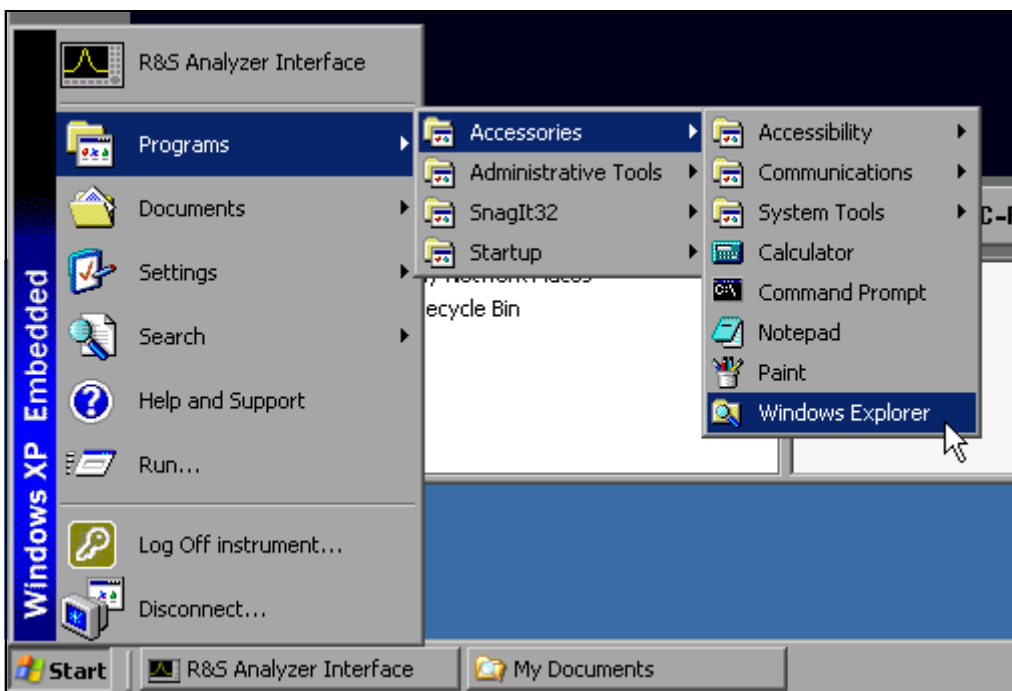 R&S Analyzer Interface
Programs
Documents
Settings
Search
Help and Support
Run...
Log Off instrument...
Disconnect...
Windows XP Embedded
Accessories
Administrative Tools
SnagIt32
Startup
ecycle Bin
Accessibility
Communications
System Tools
Calculator
Command Prompt
Notepad
Paint
Windows Explorer
Start
R&S Analyzer Interface
My Documents